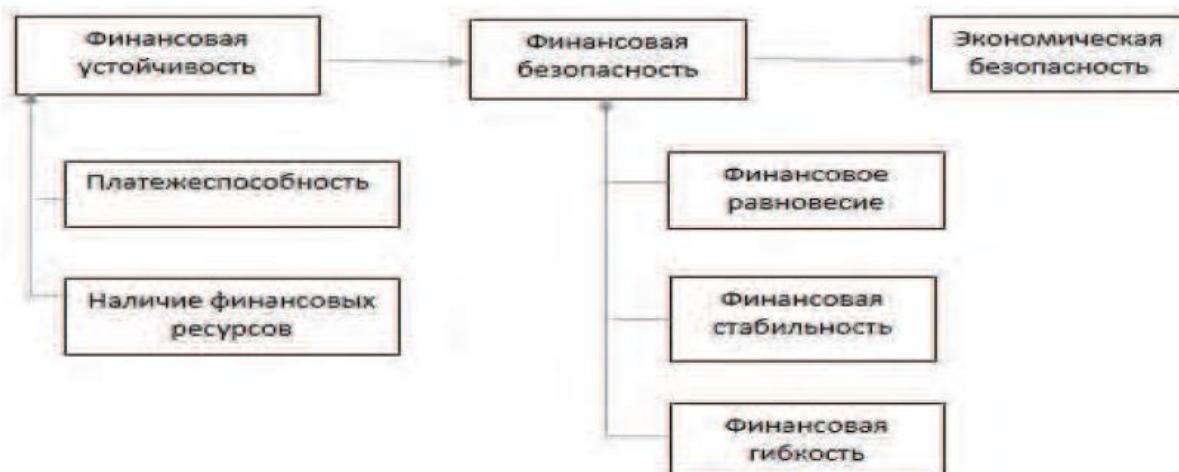 Финансовая
устойчивость
Финансовая
безопасность
Экономическая
безопасность
Платежеспособность
Наличие финансовых
ресурсов
Финансовое
равновесие
Финансовая
стабильность
Финансовая
гибкость